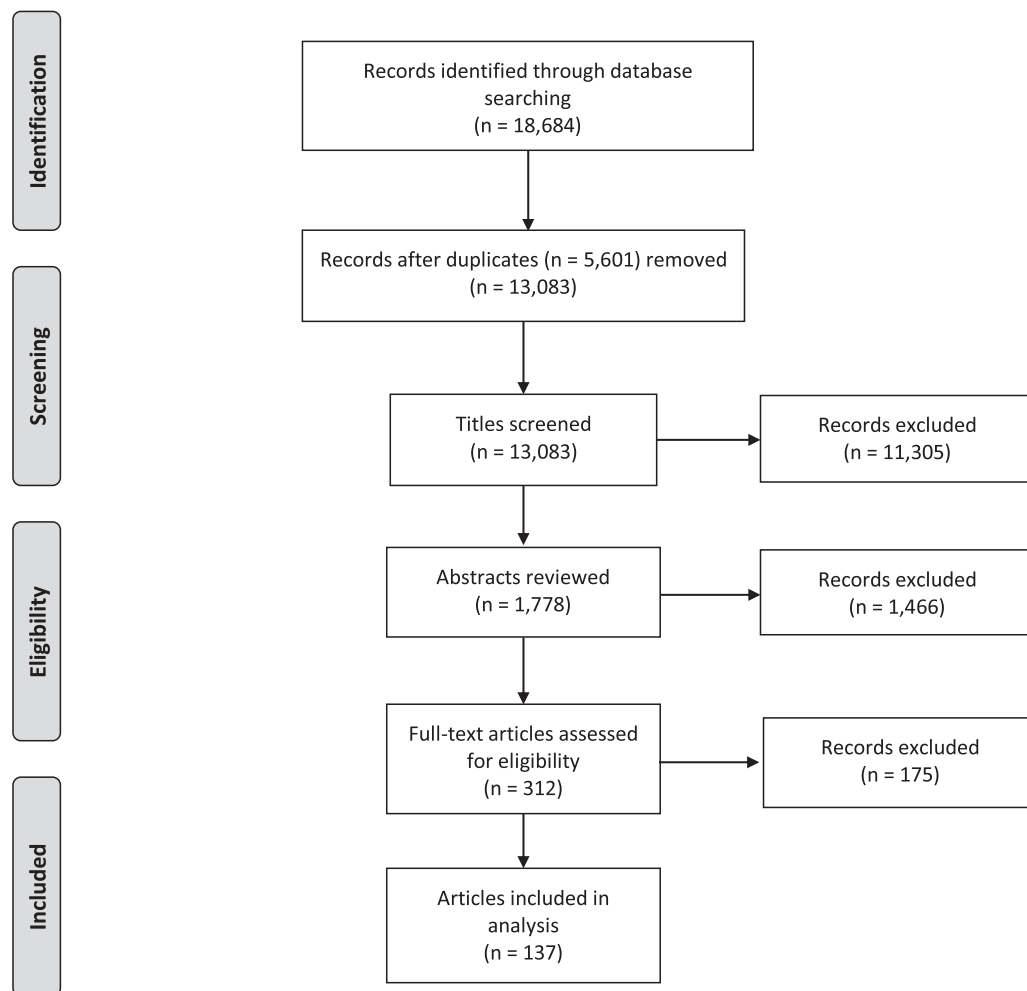 Identification
Records identified through database
searching
(n = 18,684)
Records after duplicates (n = 5,601) removed
(n = 13,083)
Screening
Titles screened
(n = 13,083)
Records excluded
(n = 11,305)
Eligibility
Abstracts reviewed
(n = 1,778)
Records excluded
(n = 1,466)
Full-text articles assessed
for eligibility
(n = 312)
Records excluded
(n = 175)
Included
Articles included in
analysis
(n = 137)